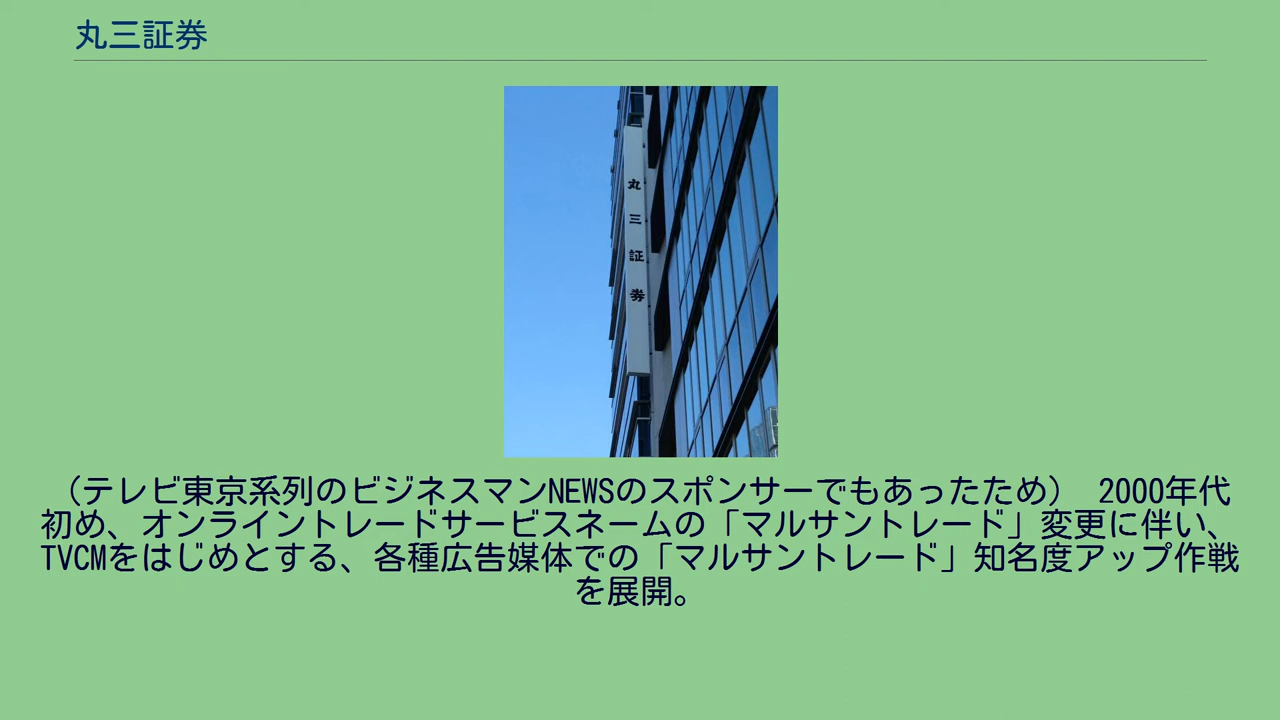 丸三証券
丸三証券
（テレビ東京系列のビジネスマンNEWSのスポンサーでもあったため） 2000年代
初め、オンライントレードサービスネームの「マルサントレード」変更に伴い、
TVCMをはじめとする、各種広告媒体での「マルサントレード」知名度アップ作戦
を展開。